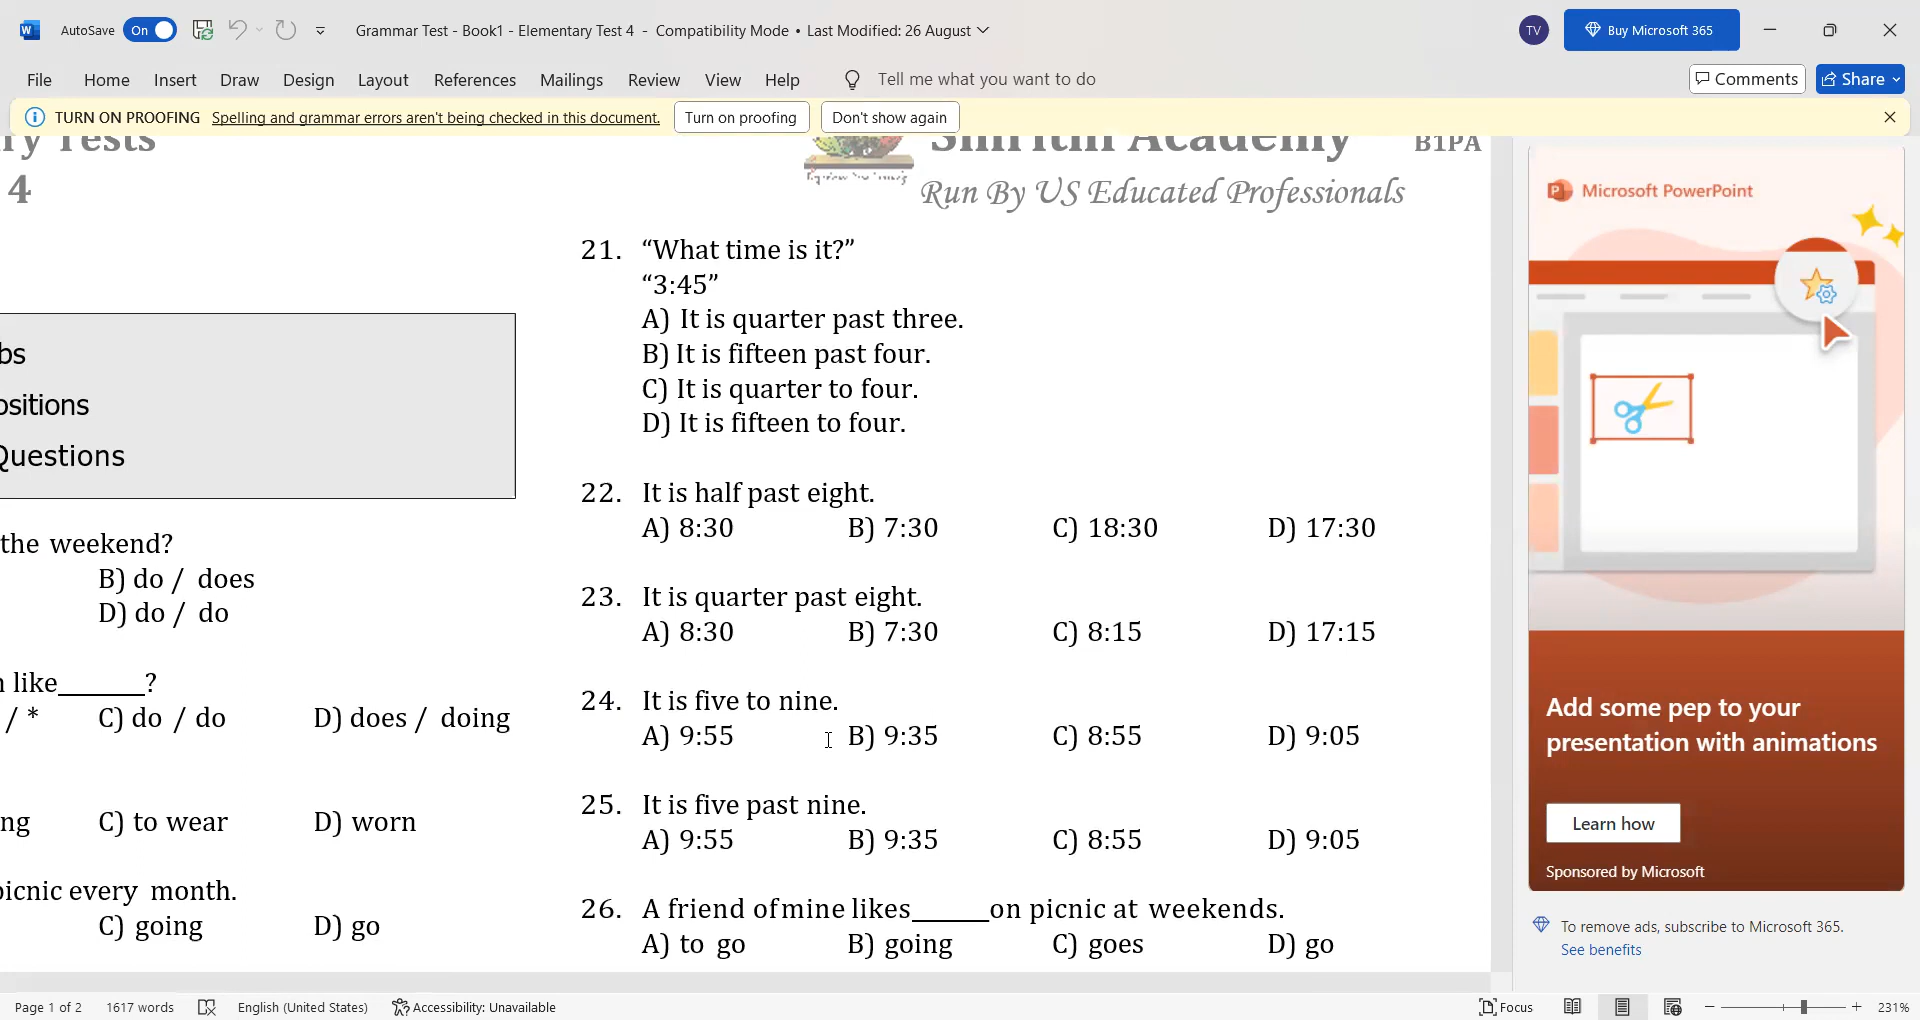 AutoSave On Grammar Test - Book1 - Elementary Test 4 - Compatibility Mode • Last Modified: 26 August TV Buy Microsoft 365
File Home Insert Draw Design Layout References Mailings Review View Help Tell me what you want to do Comments Share
TURN ON PROOFING Spelling and grammar errors aren't being checked in this document. Turn on proofing Don't show again
Tests
4
Academy B1PA
Run By US Educated Professionals
bs
ositions
Questions
the weekend?
B) do / does
D) do / do
n like______?
/ * C) do / do D) does / doing
ng C) to wear D) worn
picnic every month.
C) going D) go
21. “What time is it?”
“3:45”
A) It is quarter past three.
B) It is fifteen past four.
C) It is quarter to four.
D) It is fifteen to four.
22. It is half past eight.
A) 8:30 B) 7:30 C) 18:30 D) 17:30
23. It is quarter past eight.
A) 8:30 B) 7:30 C) 8:15 D) 17:15
24. It is five to nine.
A) 9:55 B) 9:35 C) 8:55 D) 9:05
25. It is five past nine.
A) 9:55 B) 9:35 C) 8:55 D) 9:05
26. A friend of mine likes______on picnic at weekends.
A) to go B) going C) goes D) go
Microsoft PowerPoint
Add some pep to your
presentation with animations
Learn how
Sponsored by Microsoft
To remove ads, subscribe to Microsoft 365.
See benefits
Page 1 of 2 1617 words English (United States) Accessibility: Unavailable Focus 231%